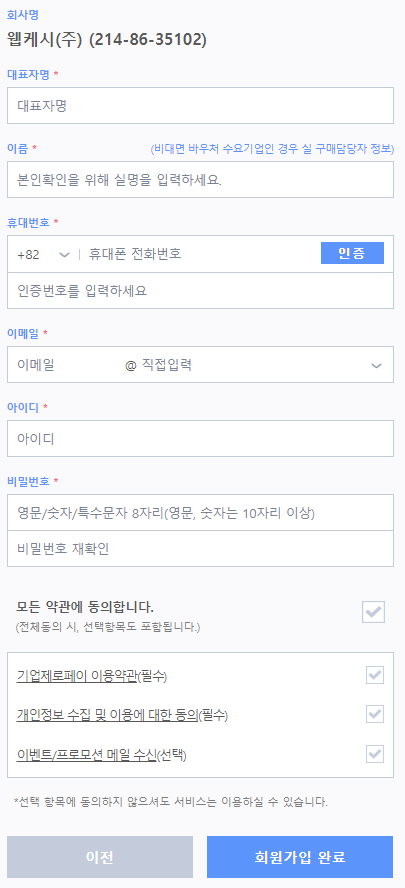 회사명
웹케시(주) (214-86-35102)
대표자명 *
대표자명
이름 * (비대면 바우처 수요기업인 경우 실 구매담당자 정보)
본인확인을 위해 실명을 입력하세요.
휴대번호 *
+82 휴대폰 전화번호 인증
인증번호를 입력하세요
이메일 *
이메일 @ 직접입력
아이디 *
아이디
비밀번호 *
영문/숫자/특수문자 8자리(영문, 숫자는 10자리 이상)
비밀번호 재확인
모든 약관에 동의합니다.
(전체동의 시, 선택항목도 포함됩니다.)
기업제로페이 이용약관(필수)
개인정보 수집 및 이용에 대한 동의(필수)
이벤트/프로모션 메일 수신(선택)
*선택 항목에 동의하지 않으셔도 서비스는 이용하실 수 있습니다.
이전 회원가입 완료